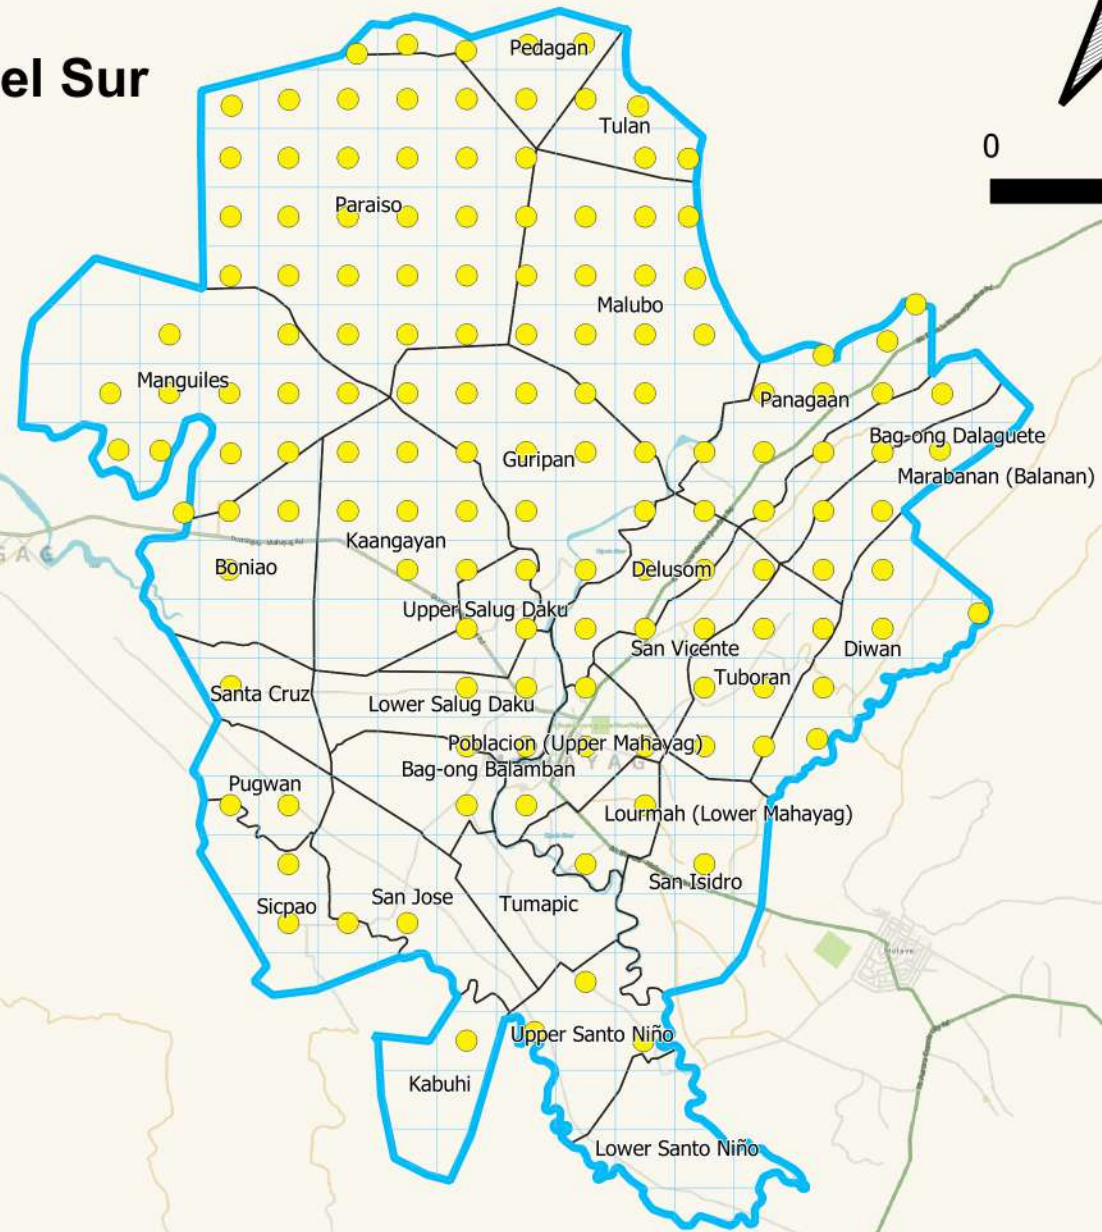 el Sur
0
Pedagan
Tulan
Paraiso
Malubo
Manguiles
Panagaan
Bag-ong Dalaguete
Marabanan (Balanan)
Guripan
Kaangayan
Boniao
Delusom
Upper Salug Daku
San Vicente
Diwan
Tuboran
Santa Cruz
Lower Salug Daku
Poblacion (Upper Mahayag)
Bag-ong Balamban
Pugwan
Lourmah (Lower Mahayag)
San Isidro
San Jose
Tumapic
Sicpao
Upper Santo Niño
Kabuhi
Lower Santo Niño